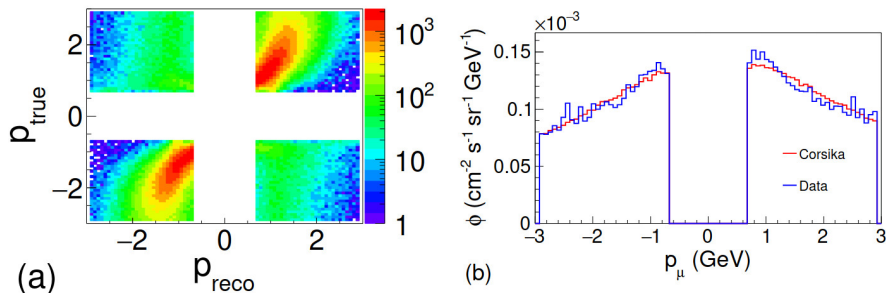 p_true
2
0
−2
−2
0
2
p_reco
10^3
10^2
10
1
(a)
×10^−3
ϕ (cm^-2 s^-1 sr^-1 GeV^-1)
0.15
0.1
0.05
0
−3
−2
−1
0
1
2
3
p_μ (GeV)
Corsika
Data
(b)